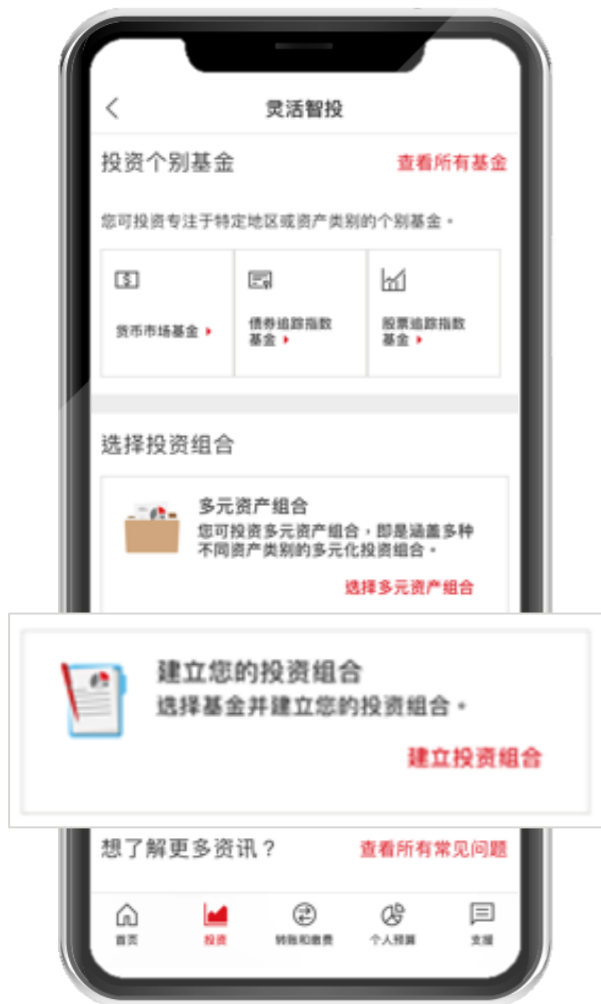 灵活智投
投资个别基金
查看所有基金
您可投资专注于特定地区或资产类别的个别基金。
货币市场基金
债券追踪指数
基金
股票追踪指数
基金
选择投资组合
多元资产组合
您可投资多元资产组合，即是涵盖多种
不同资产类别的多元化投资组合。
选择多元资产组合
建立您的投资组合
选择基金并建立您的投资组合。
建立投资组合
想了解更多资讯？
查看所有常见问题
首页
投资
转账和缴费
个人预算
支援